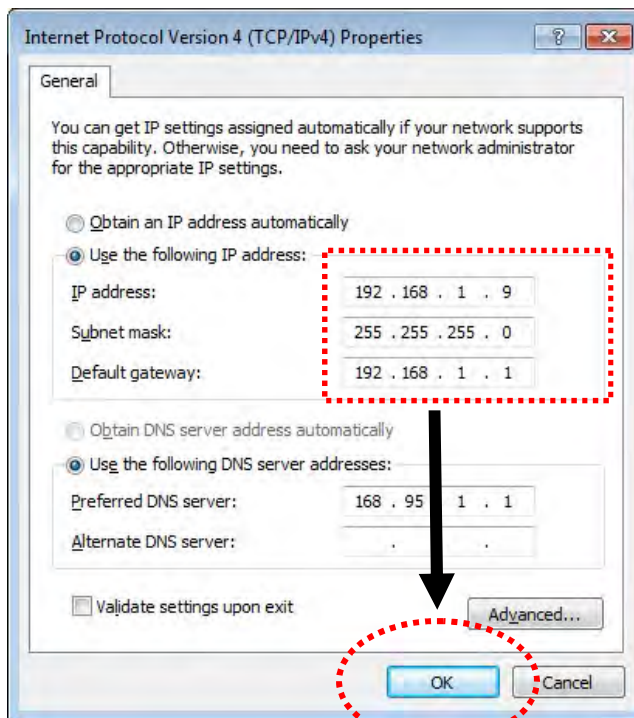 Internet Protocol Version 4 (TCP/IPv4) Properties
General
You can get IP settings assigned automatically if your network supports
this capability. Otherwise, you need to ask your network administrator
for the appropriate IP settings.
Obtain an IP address automatically
Use the following IP address:
IP address: 192 . 168 . 1 . 9
Subnet mask: 255 . 255 . 255 . 0
Default gateway: 192 . 168 . 1 . 1
Obtain DNS server address automatically
Use the following DNS server addresses:
Preferred DNS server: 168 . 95 1 . 1
Alternate DNS server: . .
Validate settings upon exit
Advanced...
OK Cancel